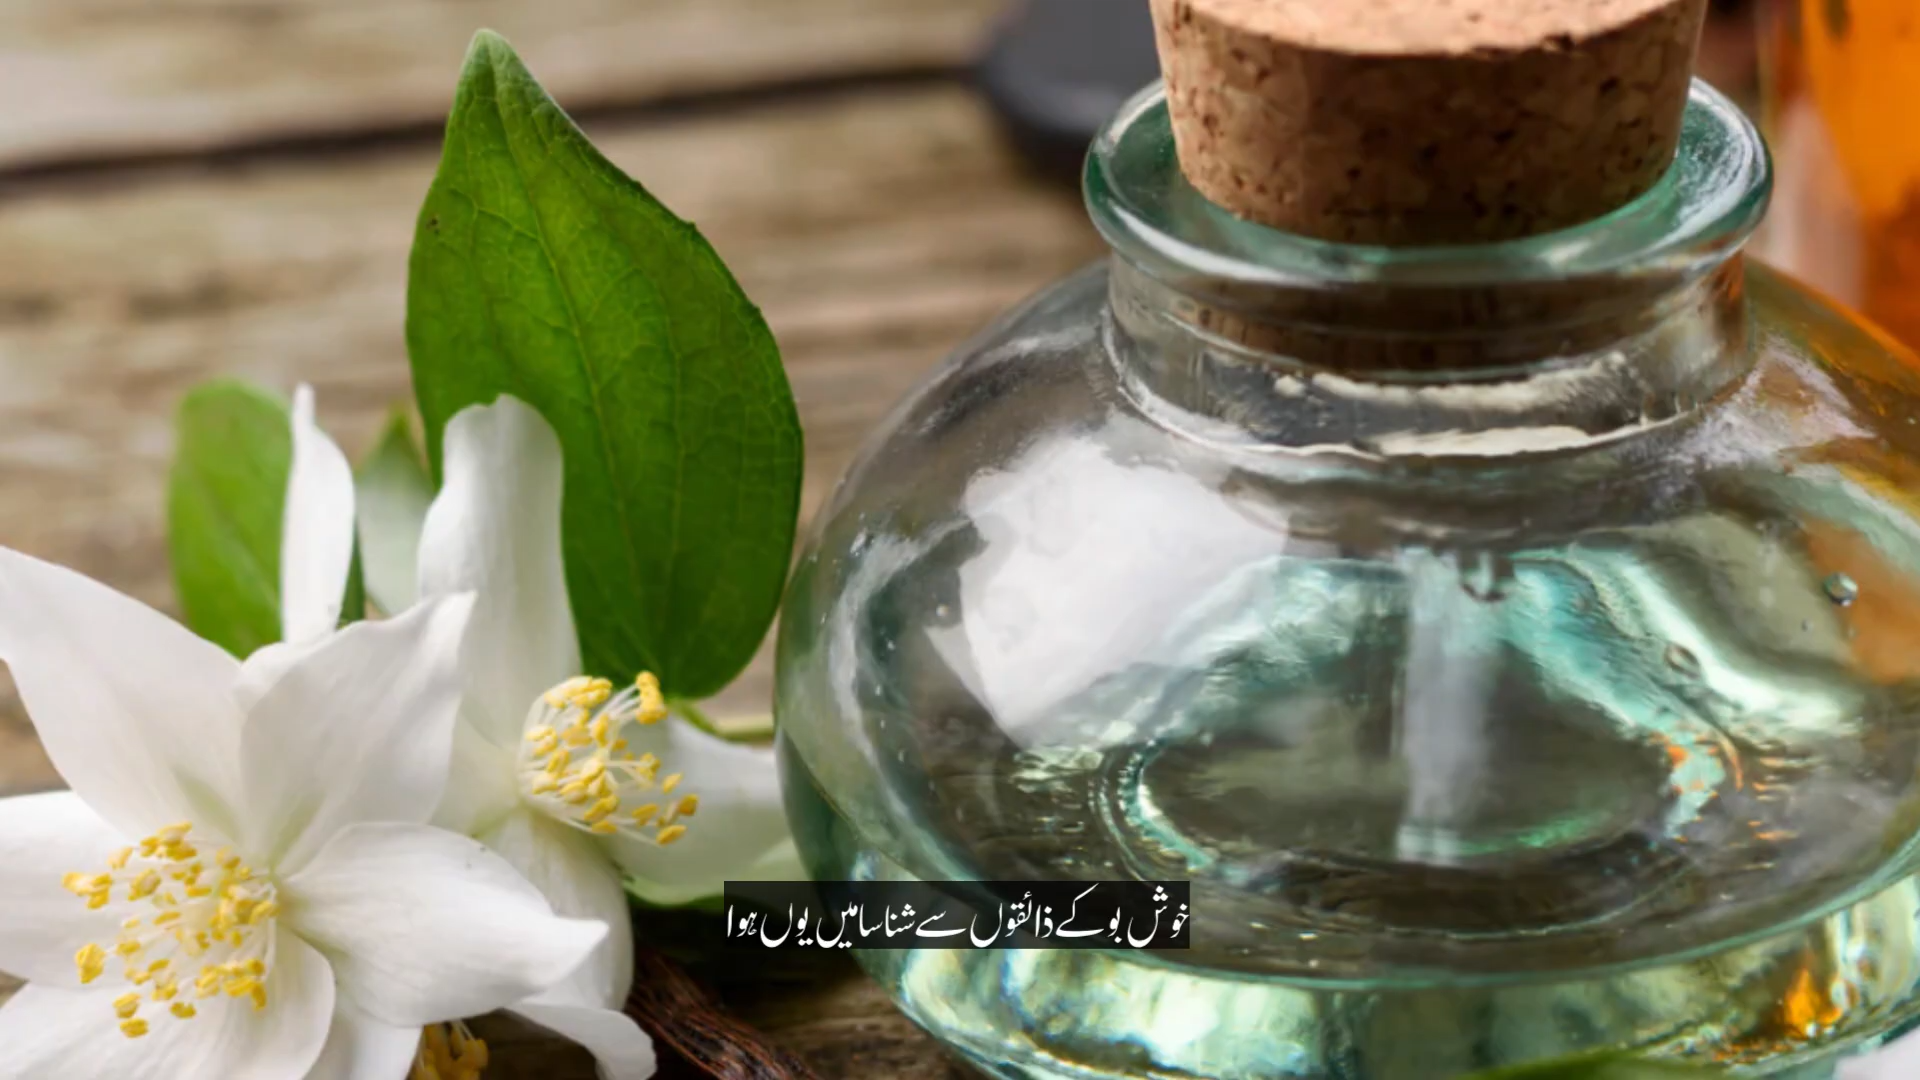 خوش بو کے ذائقوں سے شناسا میں یوں ہوا